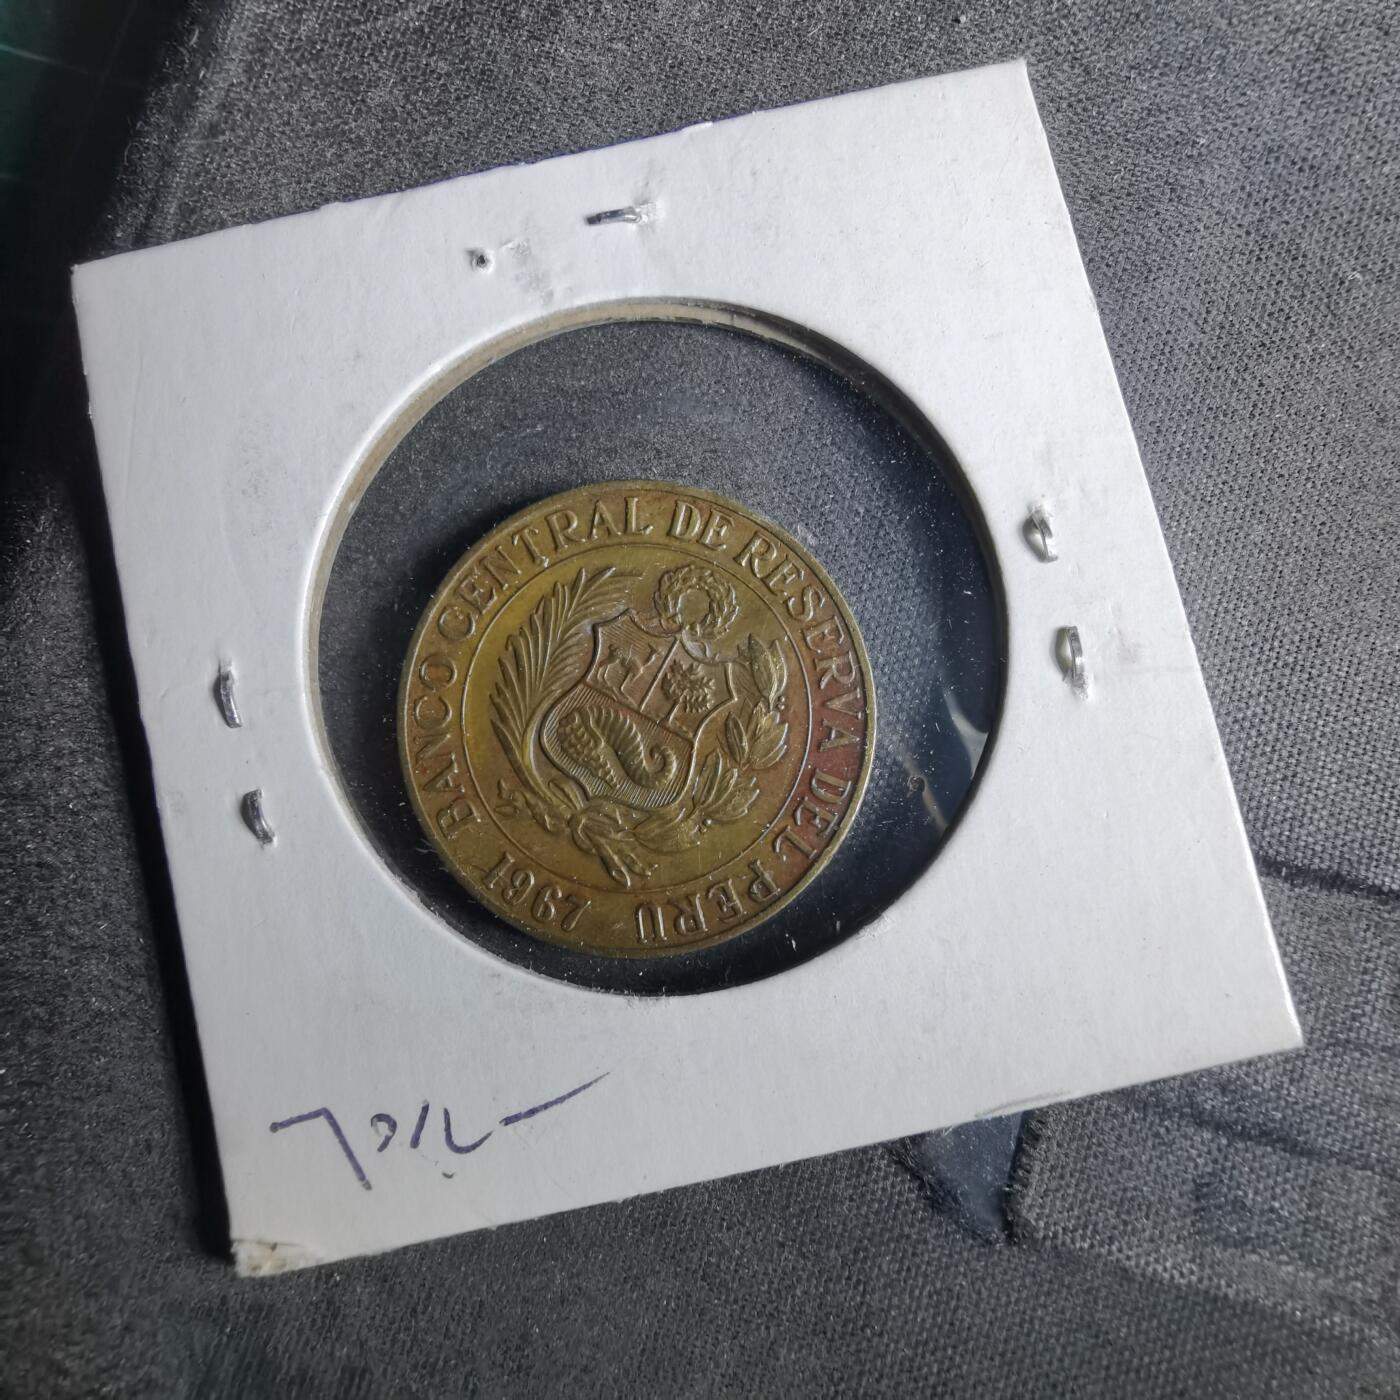 BANCO CENTRAL DE RESERVA DEL PERU
1967